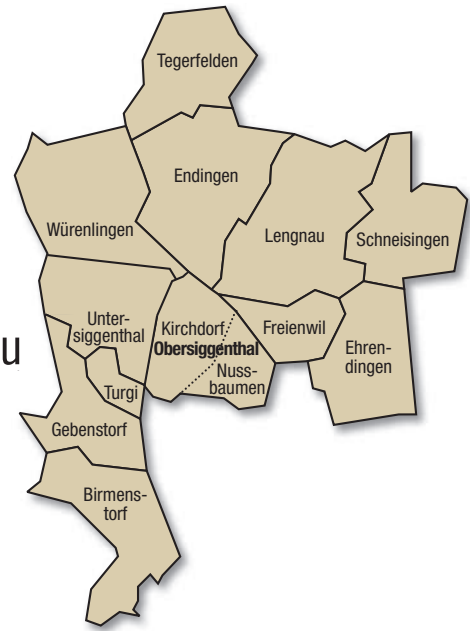 Tegerfelden
Endingen
Würenlingen
Lengnau
Schneisingen
Unter-
siggenthal
Kirchdorf
Obersiggenthal
Nuss-
baumen
Freienwil
Ehren-
dingen
u
Turgi
Gebenstorf
Birmens-
torf